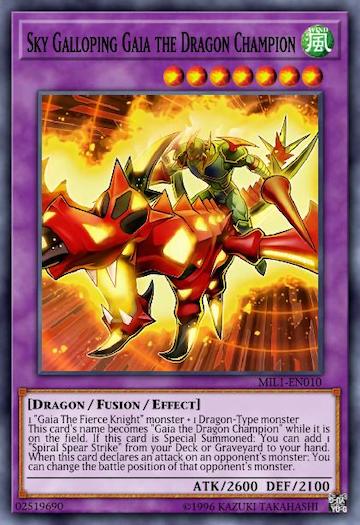 Sky Galloping Gaia the Dragon Champion
WIND
風
MIL1-EN010
[Dragon / Fusion / Effect]
1 "Gaia The Fierce Knight" monster + 1 Dragon-Type monster
This card's name becomes "Gaia the Dragon Champion" while it is
on the field. If this card is Special Summoned: You can add 1
"Spiral Spear Strike" from your Deck or Graveyard to your hand.
When this card declares an attack on an opponent's monster: You
can change the battle position of that opponent's monster.
ATK/2600 DEF/2100
02519690 ©1996 KAZUKI TAKAHASHI